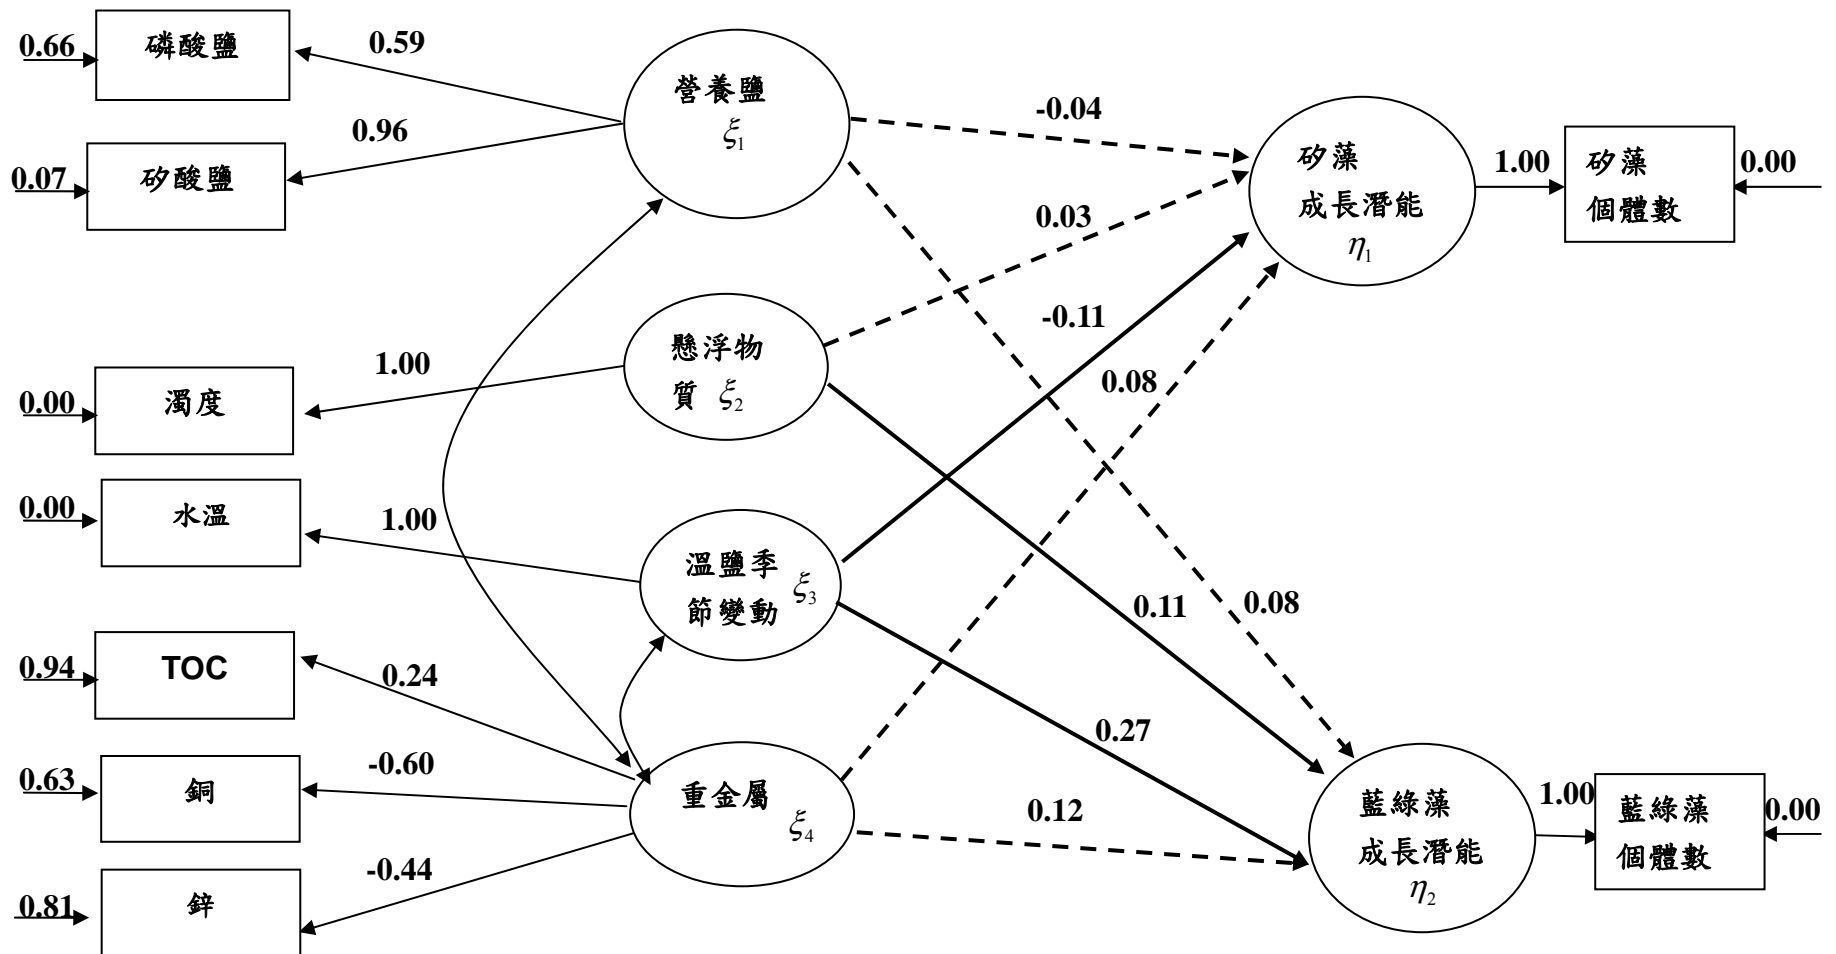 0.66
磷酸鹽
0.59
0.96
0.07
矽酸鹽
營養鹽
ξ1
-0.04
矽藻
成長潛能
η1
1.00
矽藻
個體數
0.00
0.03
-0.11
0.08
懸浮物
質 ξ2
1.00
0.00
濁度
0.00
水溫
1.00
溫鹽季
節變動 ξ3
0.11
0.08
0.94
TOC
0.24
0.27
0.63
銅
-0.60
重金屬
ξ4
0.12
藍綠藻
成長潛能
η2
1.00
藍綠藻
個體數
0.00
0.81
鋅
-0.44